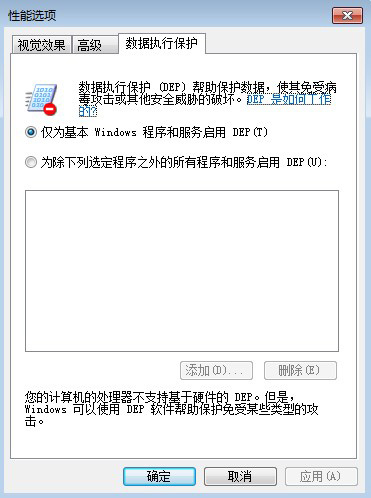 性能选项
视觉效果 高级 数据执行保护
数据执行保护 (DEP) 帮助保护数据，使其免受病
毒攻击或其他安全威胁的破坏。DEP 是如何工作
的?
仅为基本 Windows 程序和服务启用 DEP(T)
为除下列选定程序之外的所有程序和服务启用 DEP(U):
添加(D)... 删除(E)
您的计算机的处理器不支持基于硬件的 DEP。但是，
Windows 可以使用 DEP 软件帮助保护免受某些类型的攻
击。
确定 取消 应用(A)